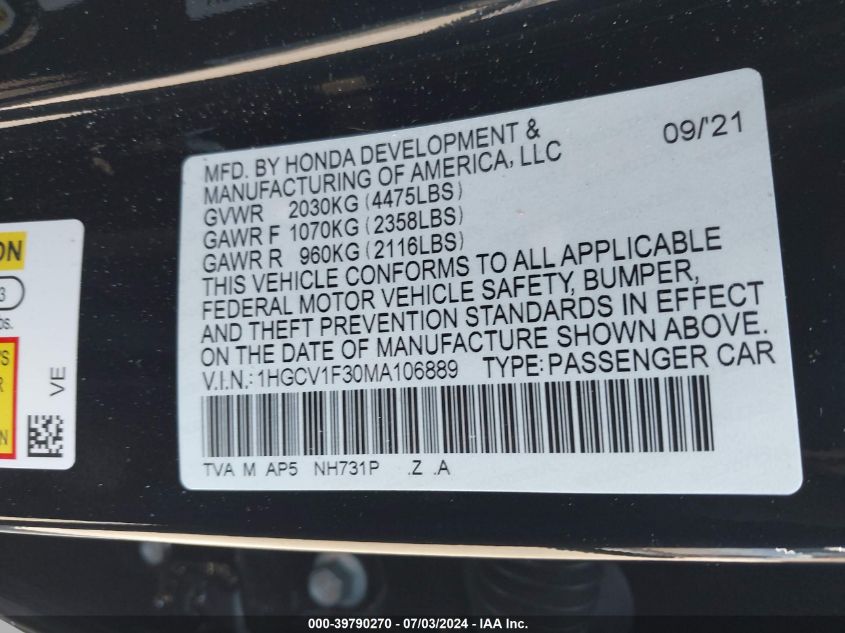 MFD. BY HONDA DEVELOPMENT & 09/'21
MANUFACTURING OF AMERICA, LLC
GVWR 2030KG (4475LBS)
GAWR F 1070KG (2358LBS)
GAWR R 960KG (2116LBS)
THIS VEHICLE CONFORMS TO ALL APPLICABLE
FEDERAL MOTOR VEHICLE SAFETY, BUMPER,
AND THEFT PREVENTION STANDARDS IN EFFECT
ON THE DATE OF MANUFACTURE SHOWN ABOVE.
V.I.N.: 1HGCV1F30MA106889 TYPE: PASSENGER CAR
TVA M AP5 NH731P .Z .A
ON
3
bs.
'S
R
N
VE
000-39790270 - 07/03/2024 - IAA Inc.